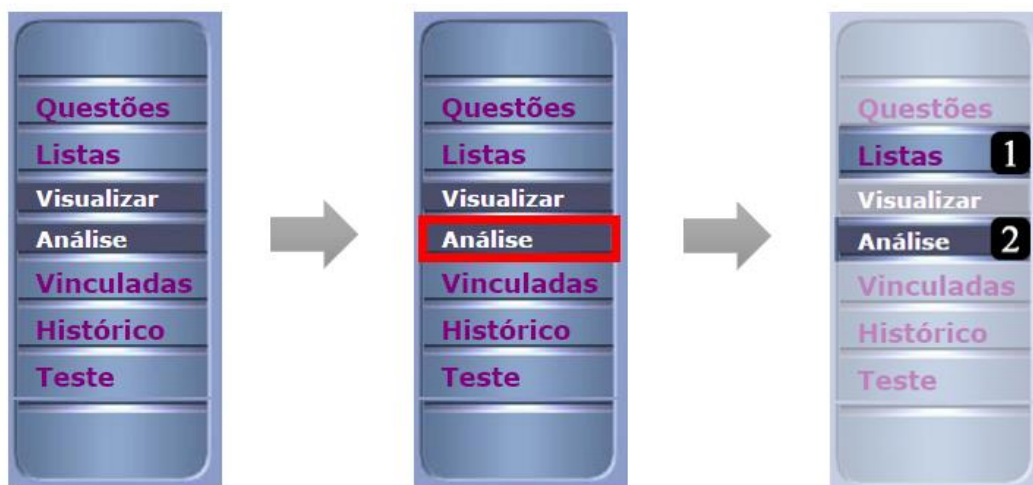 Questões
Listas
Visualizar
Análise
Vinculadas
Histórico
Teste
Questões
Listas
Visualizar
Análise
Vinculadas
Histórico
Teste
Questões
Listas 1
Visualizar
Análise 2
Vinculadas
Histórico
Teste